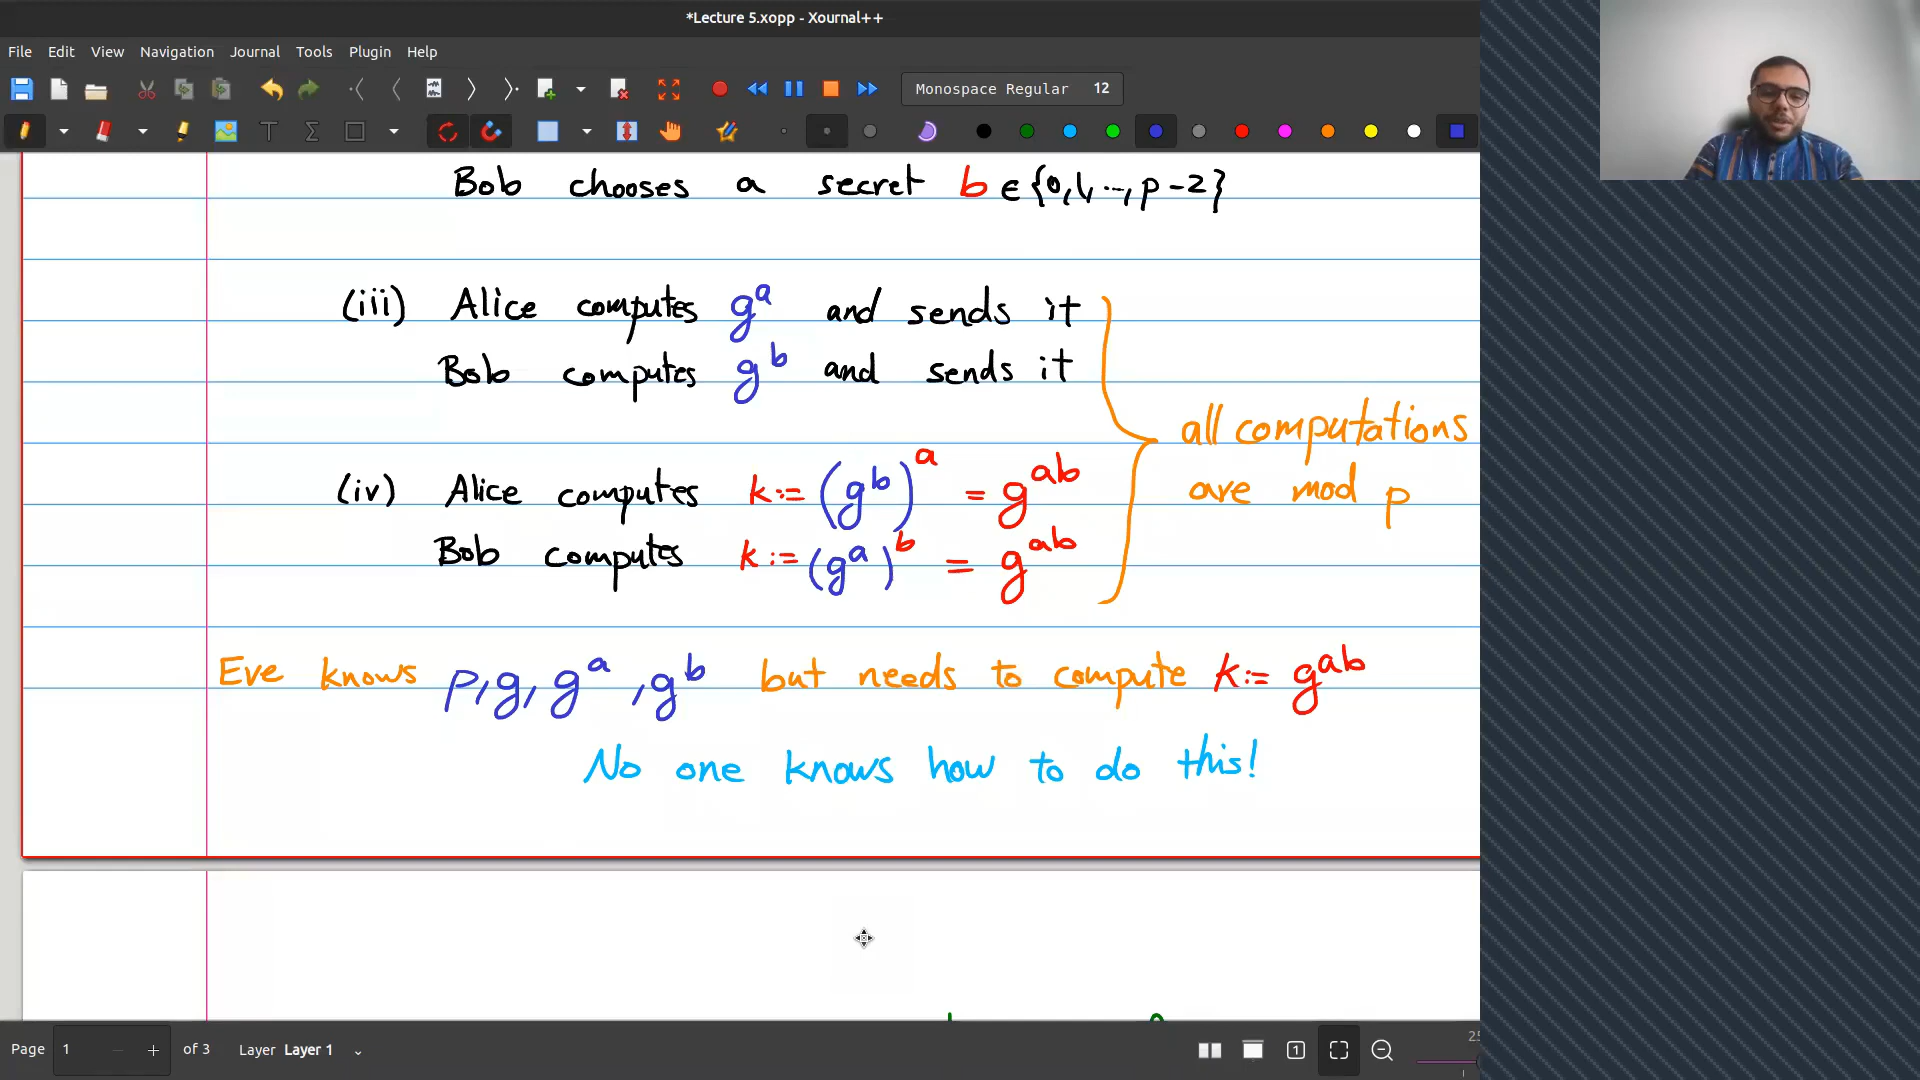 *Lecture 5.xopp - Xournal++
File Edit View Navigation Journal Tools Plugin Help
Monospace Regular 12
Bob chooses a secret b ∈ {0, 1, ..., p - 2}
(iii) Alice computes g^a and sends it
Bob computes g^b and sends it
all computations
are mod p
(iv) Alice computes k := (g^b)^a = g^ab
Bob computes k := (g^a)^b = g^ab
Eve knows p, g, g^a, g^b but needs to compute k := g^ab
No one knows how to do this!
Page 1 of 3 Layer Layer 1